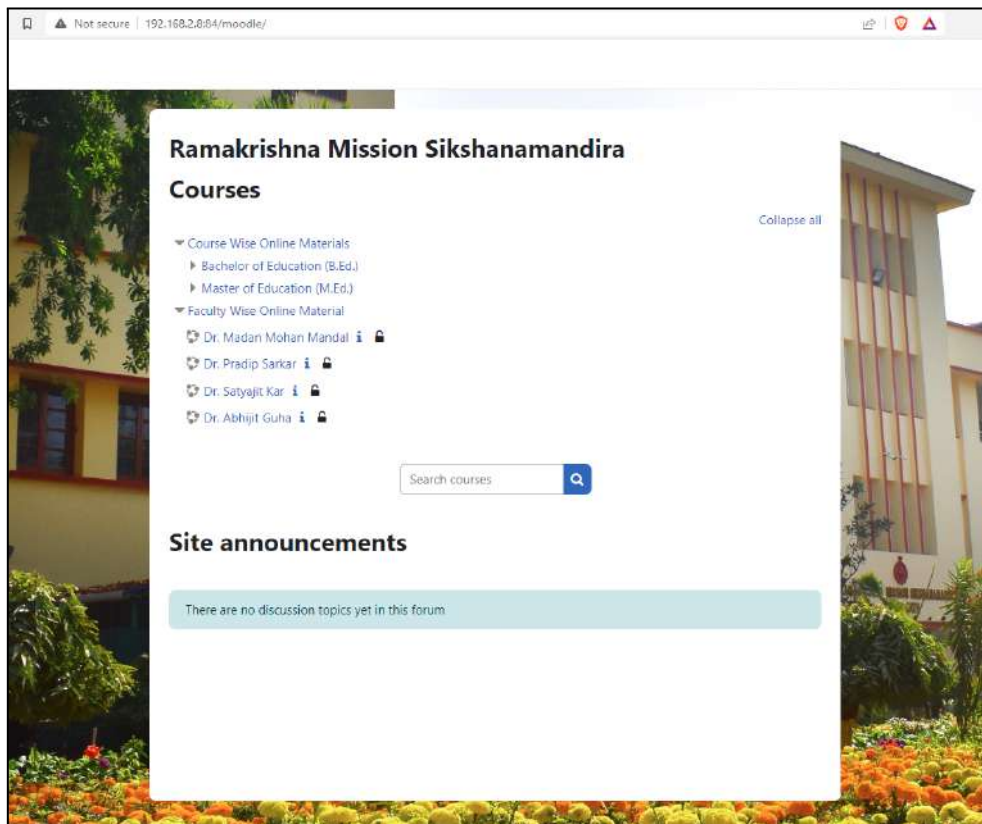 Not secure
192.168.2.8:84/moodle/
Ramakrishna Mission Sikshanamandira
Courses
Collapse all
Course Wise Online Materials
Bachelor of Education (B.Ed.)
Master of Education (M.Ed.)
Faculty Wise Online Material
Dr. Madan Mohan Mandal
Dr. Pradip Sarkar
Dr. Satyajit Kar
Dr. Abhijit Guha
Search courses
Site announcements
There are no discussion topics yet in this forum